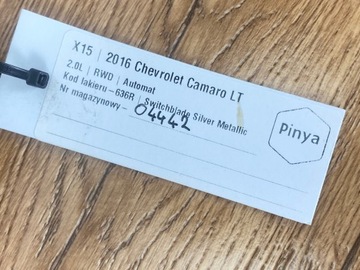 X15 | 2016 Chevrolet Camaro LT
2.0L | RWD | Automat
Kod lakieru – 636R | Switchblade Silver Metallic
Nr magazynowy - 04442
Pinya